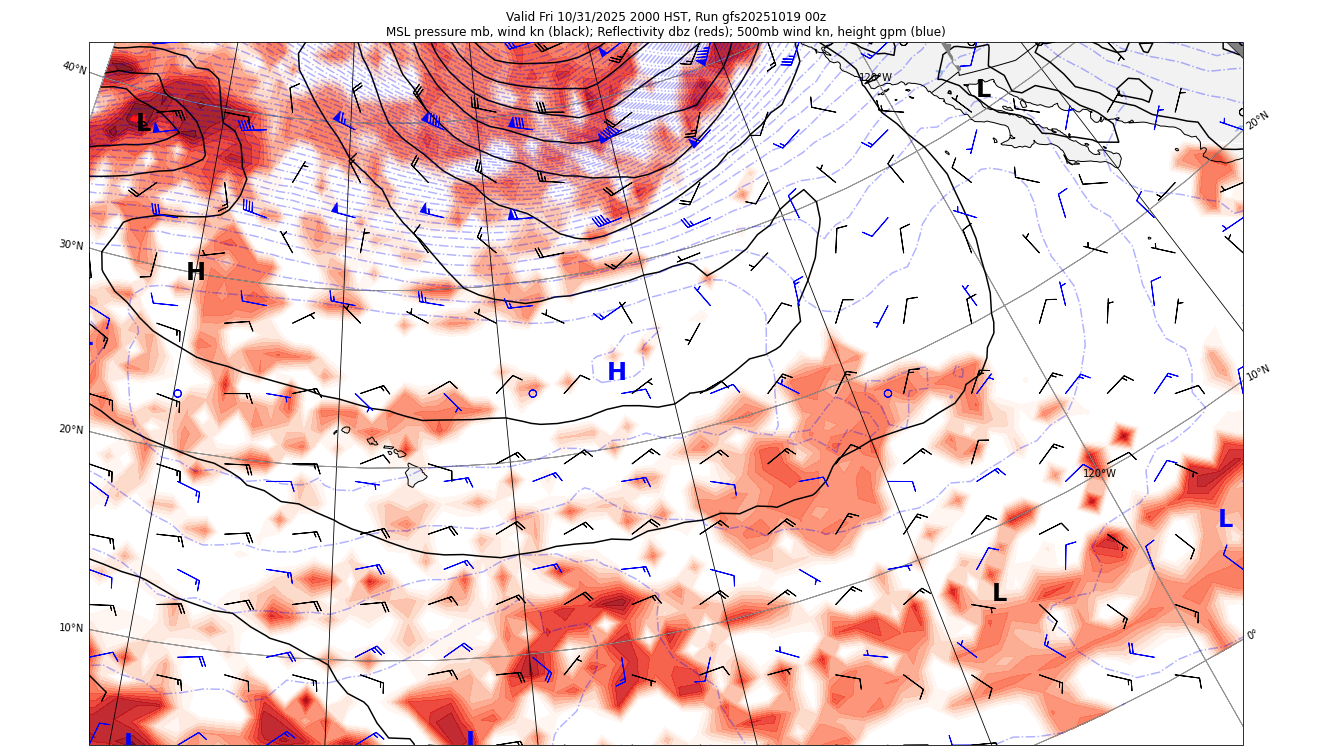 Valid Fri 10/31/2025 2000 HST, Run gfs20251019 00z
MSL pressure mb, wind kn (black); Reflectivity dbz (reds); 500mb wind kn, height gpm (blue)
40°N
120°W
L
20°N
L
30°N
H
H
10°N
20°N
120°W
L
L
10°N
0°
L
L